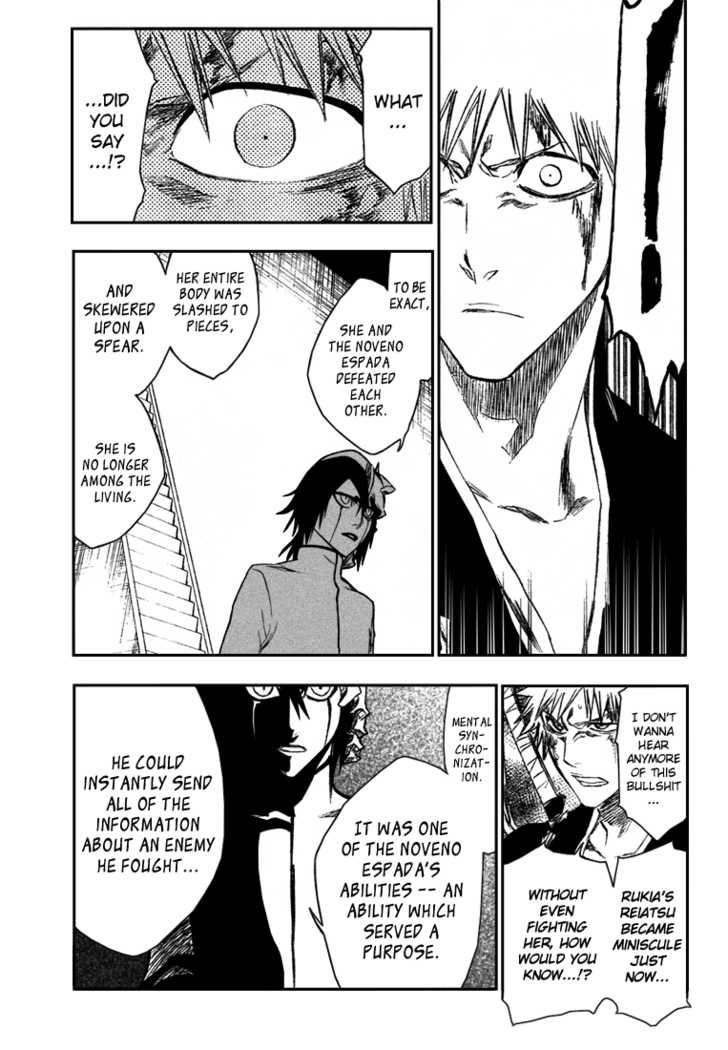 WHAT
...
...DID
YOU
SAY
...!?
TO BE
EXACT,
SHE AND
THE NOVENO
ESPADA
DEFEATED
EACH
OTHER.
HER ENTIRE
BODY WAS
SLASHED TO
PIECES,
AND
SKEWERED
UPON A
SPEAR.
SHE IS
NO LONGER
AMONG THE
LIVING.
I DON'T
WANNA
HEAR
ANYMORE
OF THIS
BULLSHIT
...
RUKIA'S
REIATSU
BECAME
MINISCULE
JUST
NOW...
WITHOUT
EVEN
FIGHTING
HER, HOW
WOULD YOU
KNOW...!?
MENTAL
SYN-
CHRO-
NIZAT-
ION.
IT WAS ONE
OF THE NOVENO
ESPADA'S
ABILITIES -- AN
ABILITY WHICH
SERVED A
PURPOSE.
HE COULD
INSTANTLY SEND
ALL OF THE
INFORMATION
ABOUT AN ENEMY
HE FOUGHT...